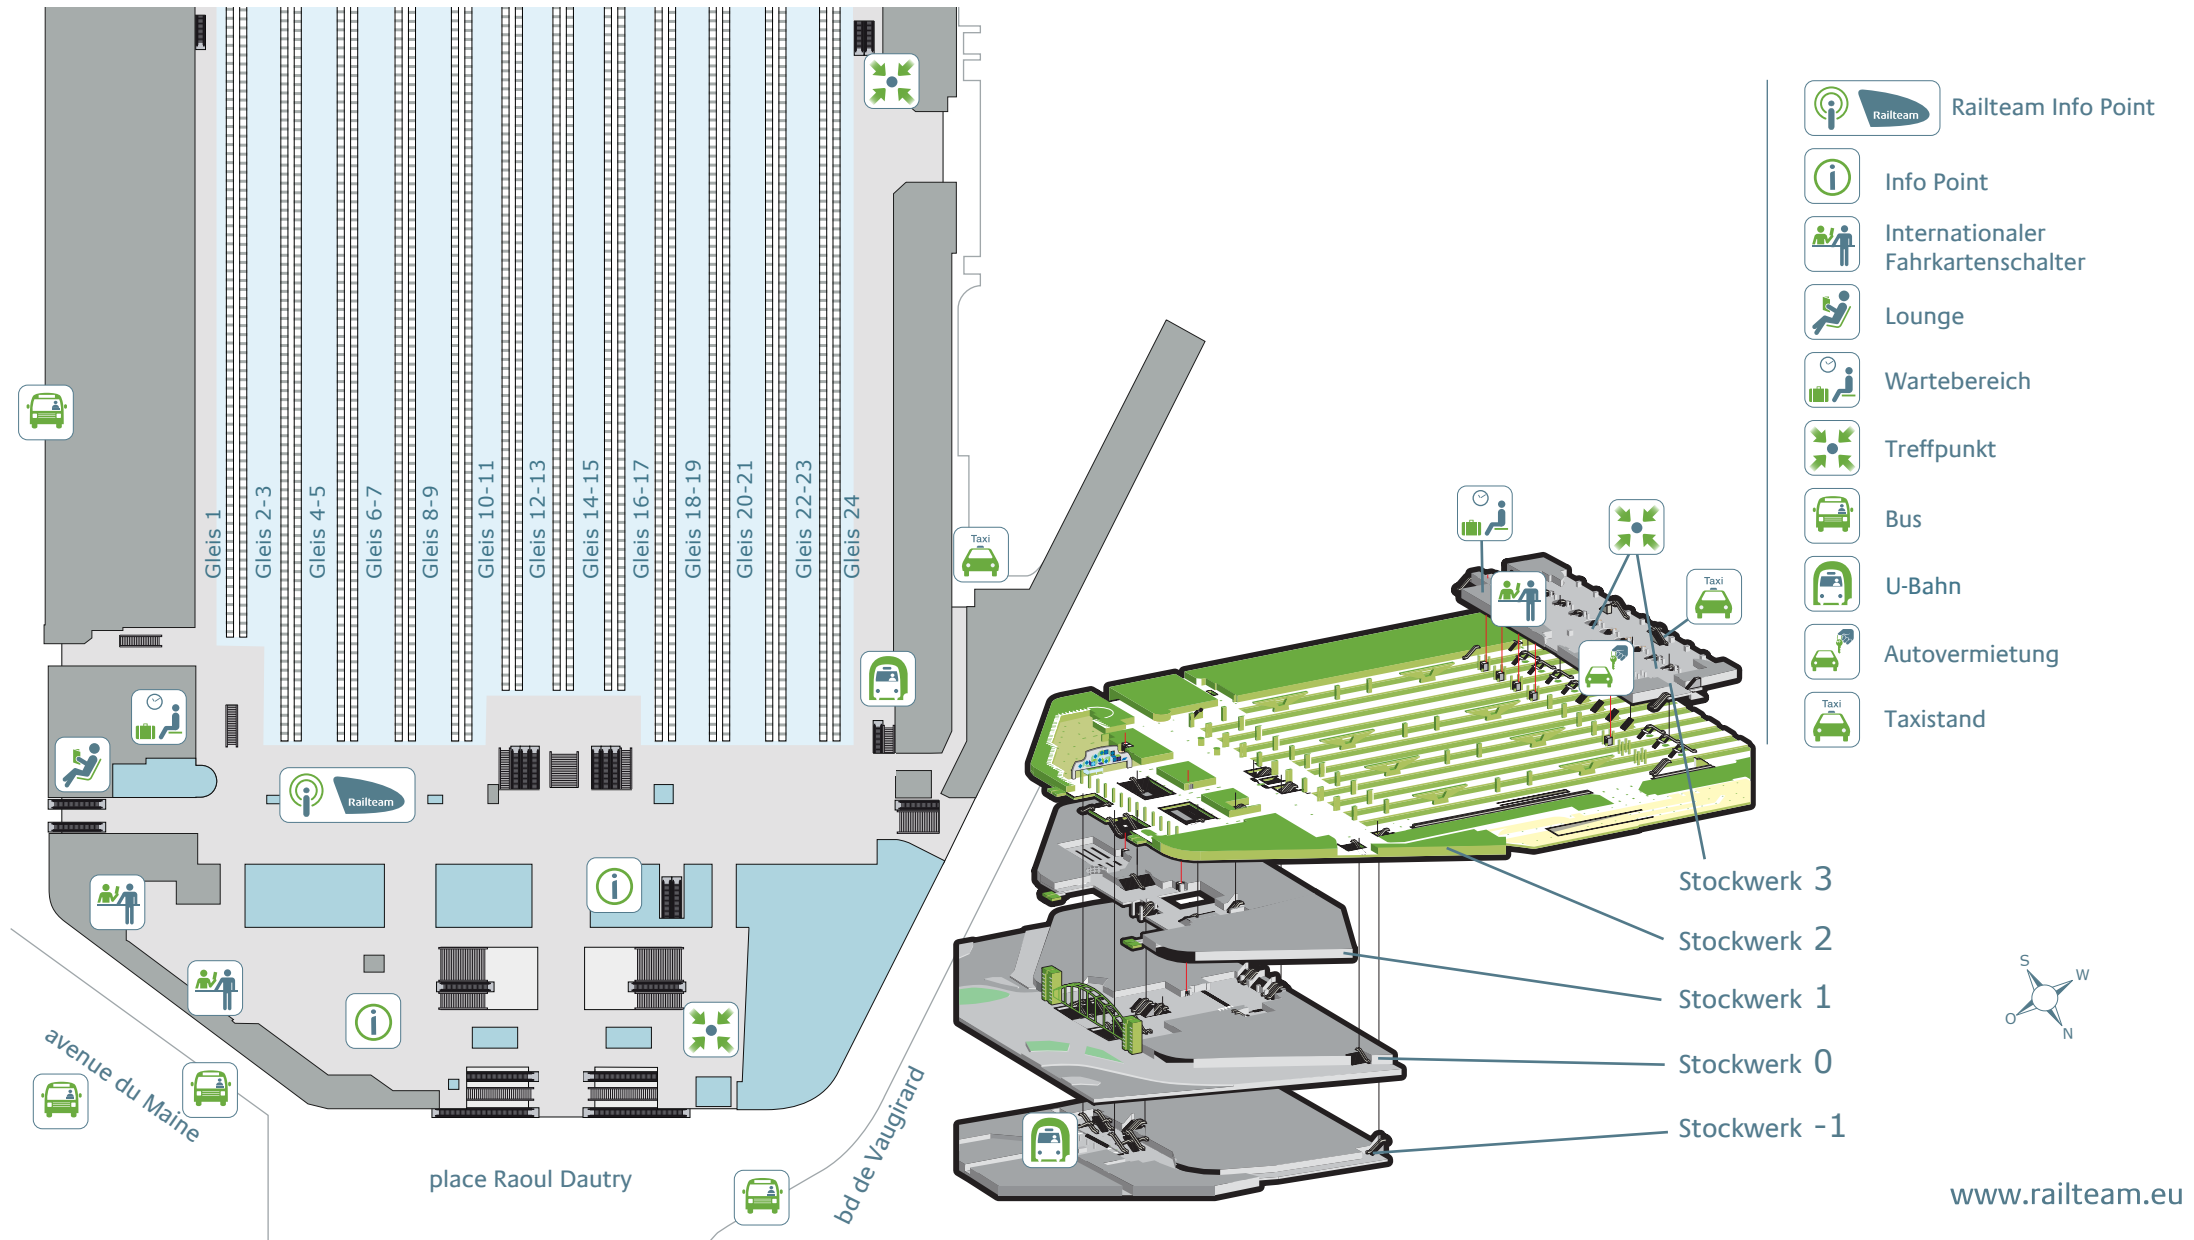 Gleis 1
Gleis 2-3
Gleis 4-5
Gleis 6-7
Gleis 8-9
Gleis 10-11
Gleis 12-13
Gleis 14-15
Gleis 16-17
Gleis 18-19
Gleis 20-21
Gleis 22-23
Gleis 24
Taxi
Railteam
avenue du Maine
place Raoul Dautry
bd de Vaugirard
Taxi
Stockwerk 3
Stockwerk 2
Stockwerk 1
Stockwerk 0
Stockwerk -1
Railteam
Railteam Info Point
Info Point
Internationaler
Fahrkartenschalter
Lounge
Wartebereich
Treffpunkt
Bus
U-Bahn
Autovermietung
Taxi
Taxistand
S
W
O
N
www.railteam.eu